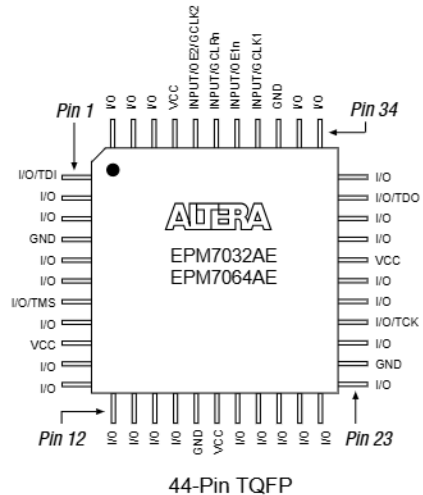 I/O
I/O
I/O
VCC
INPUT/OE2/GCLK2
INPUT/GCLRn
INPUT/OE1n
INPUT/GCLK1
GND
I/O
I/O
Pin 1
Pin 34
I/O/TDI
I/O
I/O
GND
I/O
I/O
I/O/TMS
I/O
VCC
I/O
I/O
ALTERA
EPM7032AE
EPM7064AE
I/O
I/O/TDO
I/O
I/O
VCC
I/O
I/O
I/O/TCK
I/O
GND
I/O
Pin 12
Pin 23
I/O
I/O
I/O
I/O
GND
VCC
I/O
I/O
I/O
I/O
I/O
44-Pin TQFP